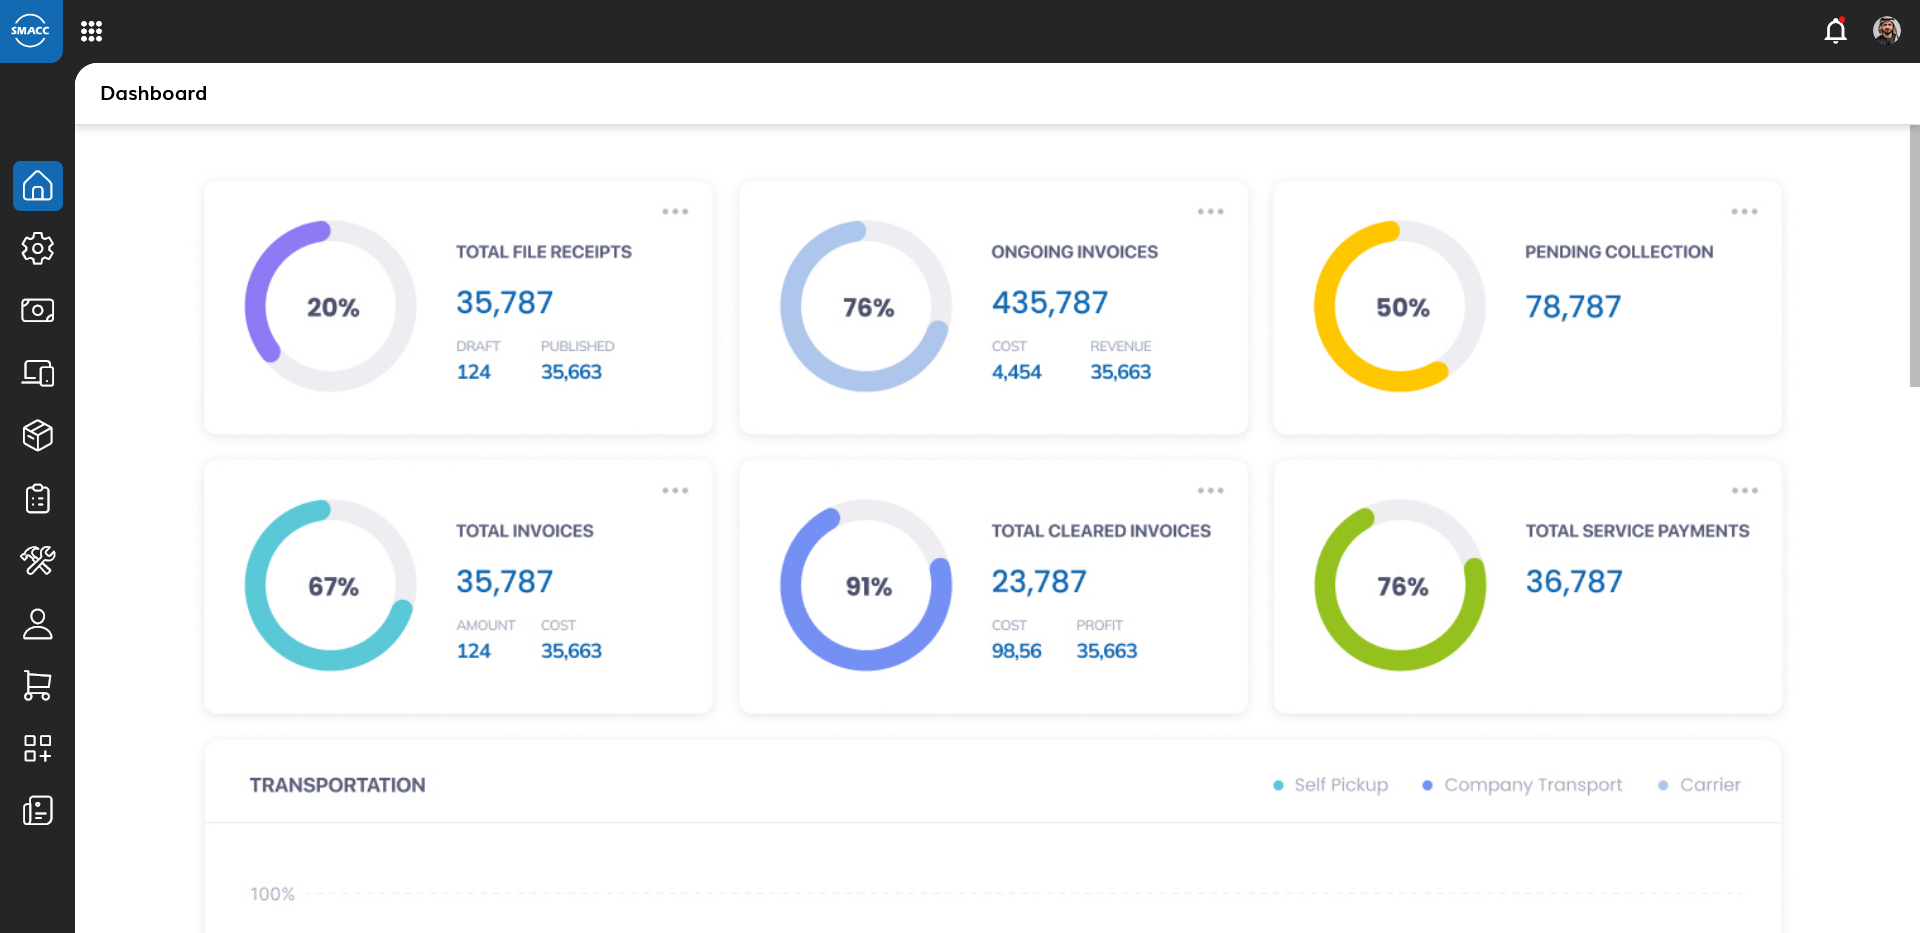 SMACC
Dashboard
TOTAL FILE RECEIPTS
20%
35,787
DRAFT PUBLISHED
124 35,663
ONGOING INVOICES
76%
435,787
COST REVENUE
4,454 35,663
PENDING COLLECTION
50%
78,787
TOTAL INVOICES
67%
35,787
AMOUNT COST
124 35,663
TOTAL CLEARED INVOICES
91%
23,787
COST PROFIT
98,56 35,663
TOTAL SERVICE PAYMENTS
76%
36,787
TRANSPORTATION
Self Pickup Company Transport Carrier
100%